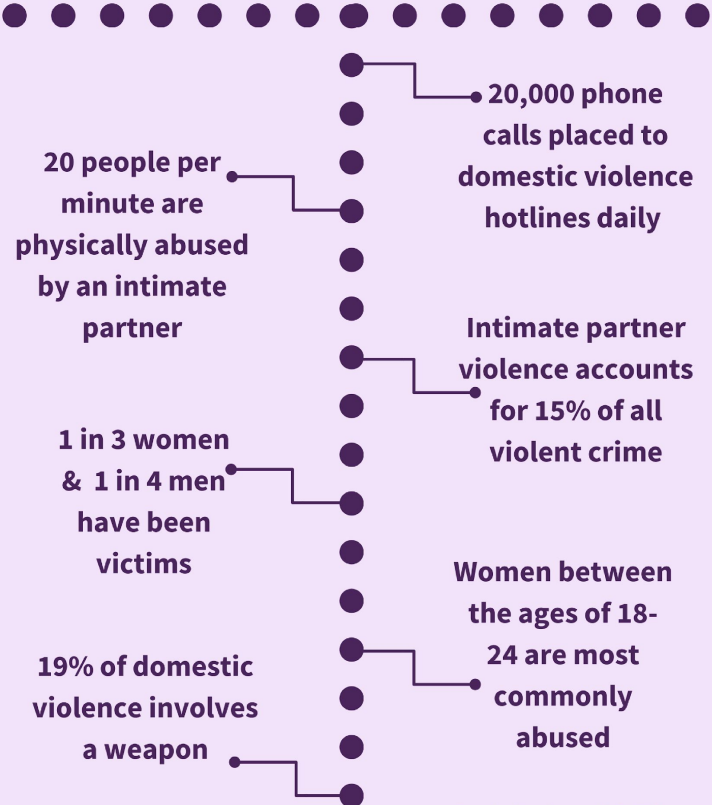 20,000 phone
calls placed to
domestic violence
hotlines daily
20 people per
minute are
physically abused
by an intimate
partner
Intimate partner
violence accounts
for 15% of all
violent crime
1 in 3 women
&  1 in 4 men
have been
victims
Women between
the ages of 18-
24 are most
commonly
abused
19% of domestic
violence involves
a weapon